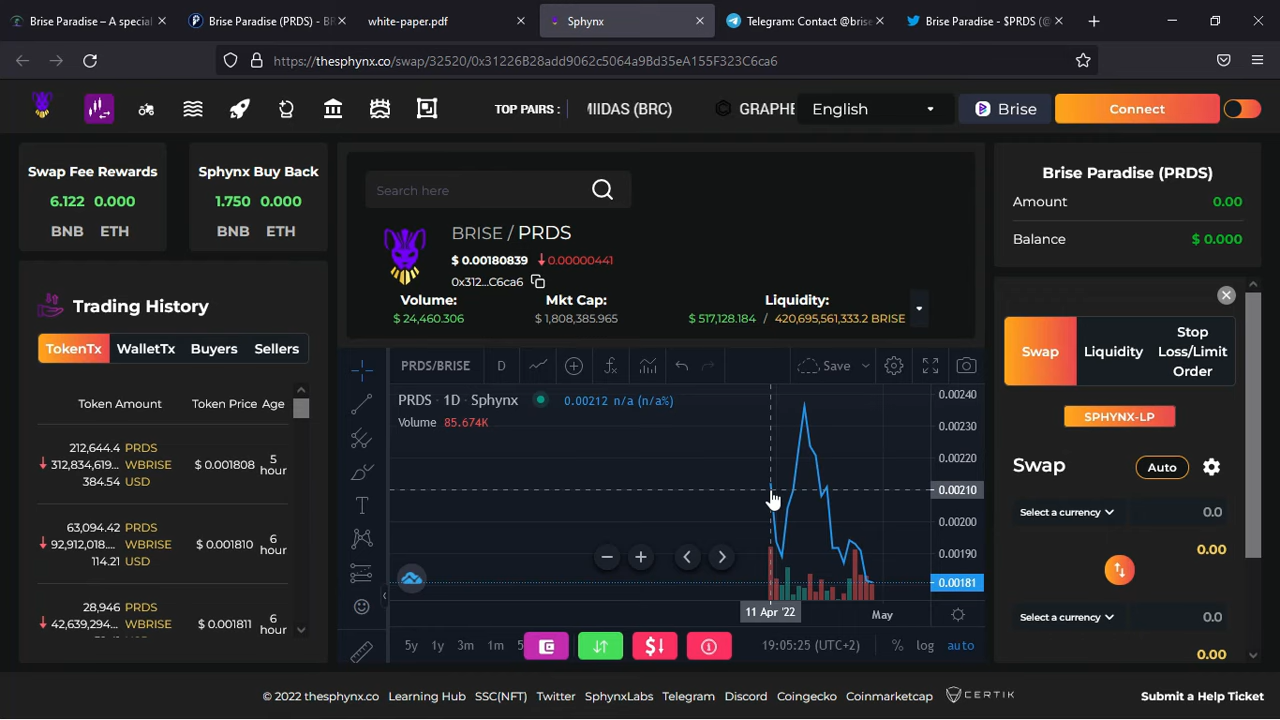 Brise Paradise – A special
Brise Paradise (PRDS) - BR
white-paper.pdf
Sphynx
Telegram: Contact @brise
Brise Paradise - $PRDS (@
https://thesphynx.co/swap/32520/0x31226B28add9062c5064a9Bd35eA155F323C6ca6
TOP PAIRS :
MIIDAS (BRC)
GRAPHE
English
Brise
Connect
Swap Fee Rewards
6.122 0.000
BNB ETH
Sphynx Buy Back
1.750 0.000
BNB ETH
Search here
BRISE / PRDS
$ 0.00180839 0.00000441
0x312...C6ca6
Volume: Mkt Cap: Liquidity:
$ 24,460.306 $ 1,808,385.965 $ 517,128.184 / 420,695,561,333.2 BRISE
Brise Paradise (PRDS)
Amount 0.00
Balance $ 0.000
Trading History
TokenTx WalletTx Buyers Sellers
Token Amount Token Price Age
212,644.4 PRDS
312,834,619... WBRISE
384.54 USD
$ 0.001808
5
hour
63,094.42 PRDS
92,912,018.... WBRISE
114.21 USD
$ 0.001810
6
hour
28,946 PRDS
42,639,294... WBRISE
$ 0.001811
6
hour
PRDS/BRISE D Save
PRDS · 1D · Sphynx 0.00212 n/a (n/a%)
Volume 85.674K
0.00240
0.00230
0.00220
0.00210
0.00200
0.00190
0.00181
11 Apr '22
May
5y 1y 3m 1m 5
19:05:25 (UTC+2) % log auto
Swap
Liquidity
Stop
Loss/Limit
Order
SPHYNX-LP
Swap
Auto
Select a currency 0.0
0.00
Select a currency 0.0
0.00
© 2022 thesphynx.co Learning Hub SSC(NFT) Twitter SphynxLabs Telegram Discord Coingecko Coinmarketcap CERTIK Submit a Help Ticket